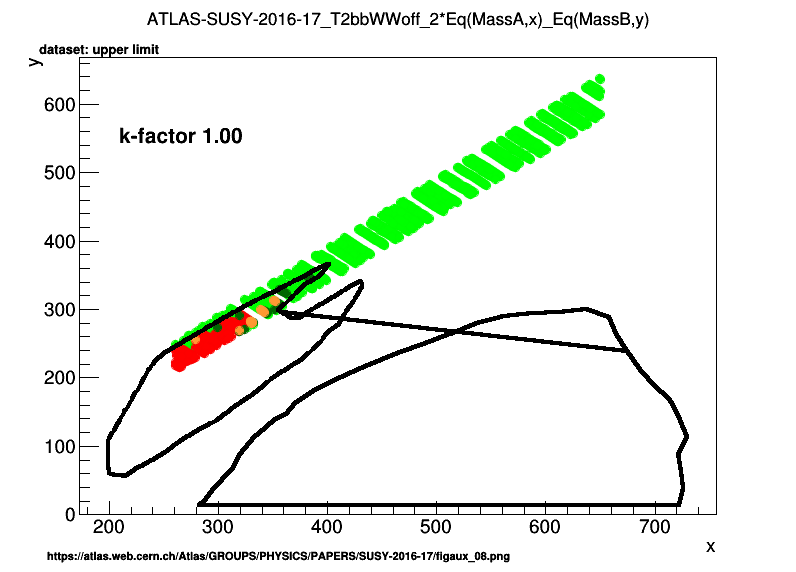 ATLAS-SUSY-2016-17_T2bbWWoff_2*Eq(MassA,x)_Eq(MassB,y)
dataset: upper limit
y
k-factor 1.00
600
500
400
300
200
100
0
200 300 400 500 600 700
x
https://atlas.web.cern.ch/Atlas/GROUPS/PHYSICS/PAPERS/SUSY-2016-17/figaux_06.png